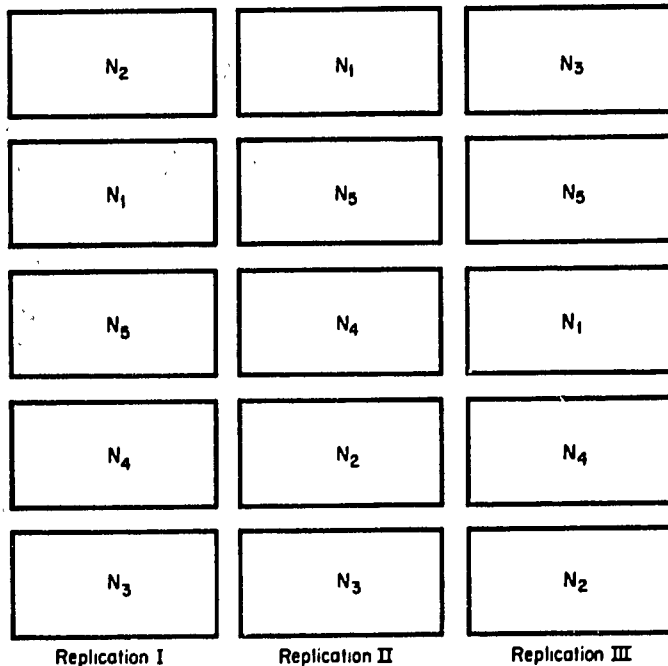 N₂ N₁ N₃
N₁ N₅ N₅
N₅ N₄ N₁
N₄ N₂ N₄
N₃ N₃ N₂
Replication I Replication II Replication III